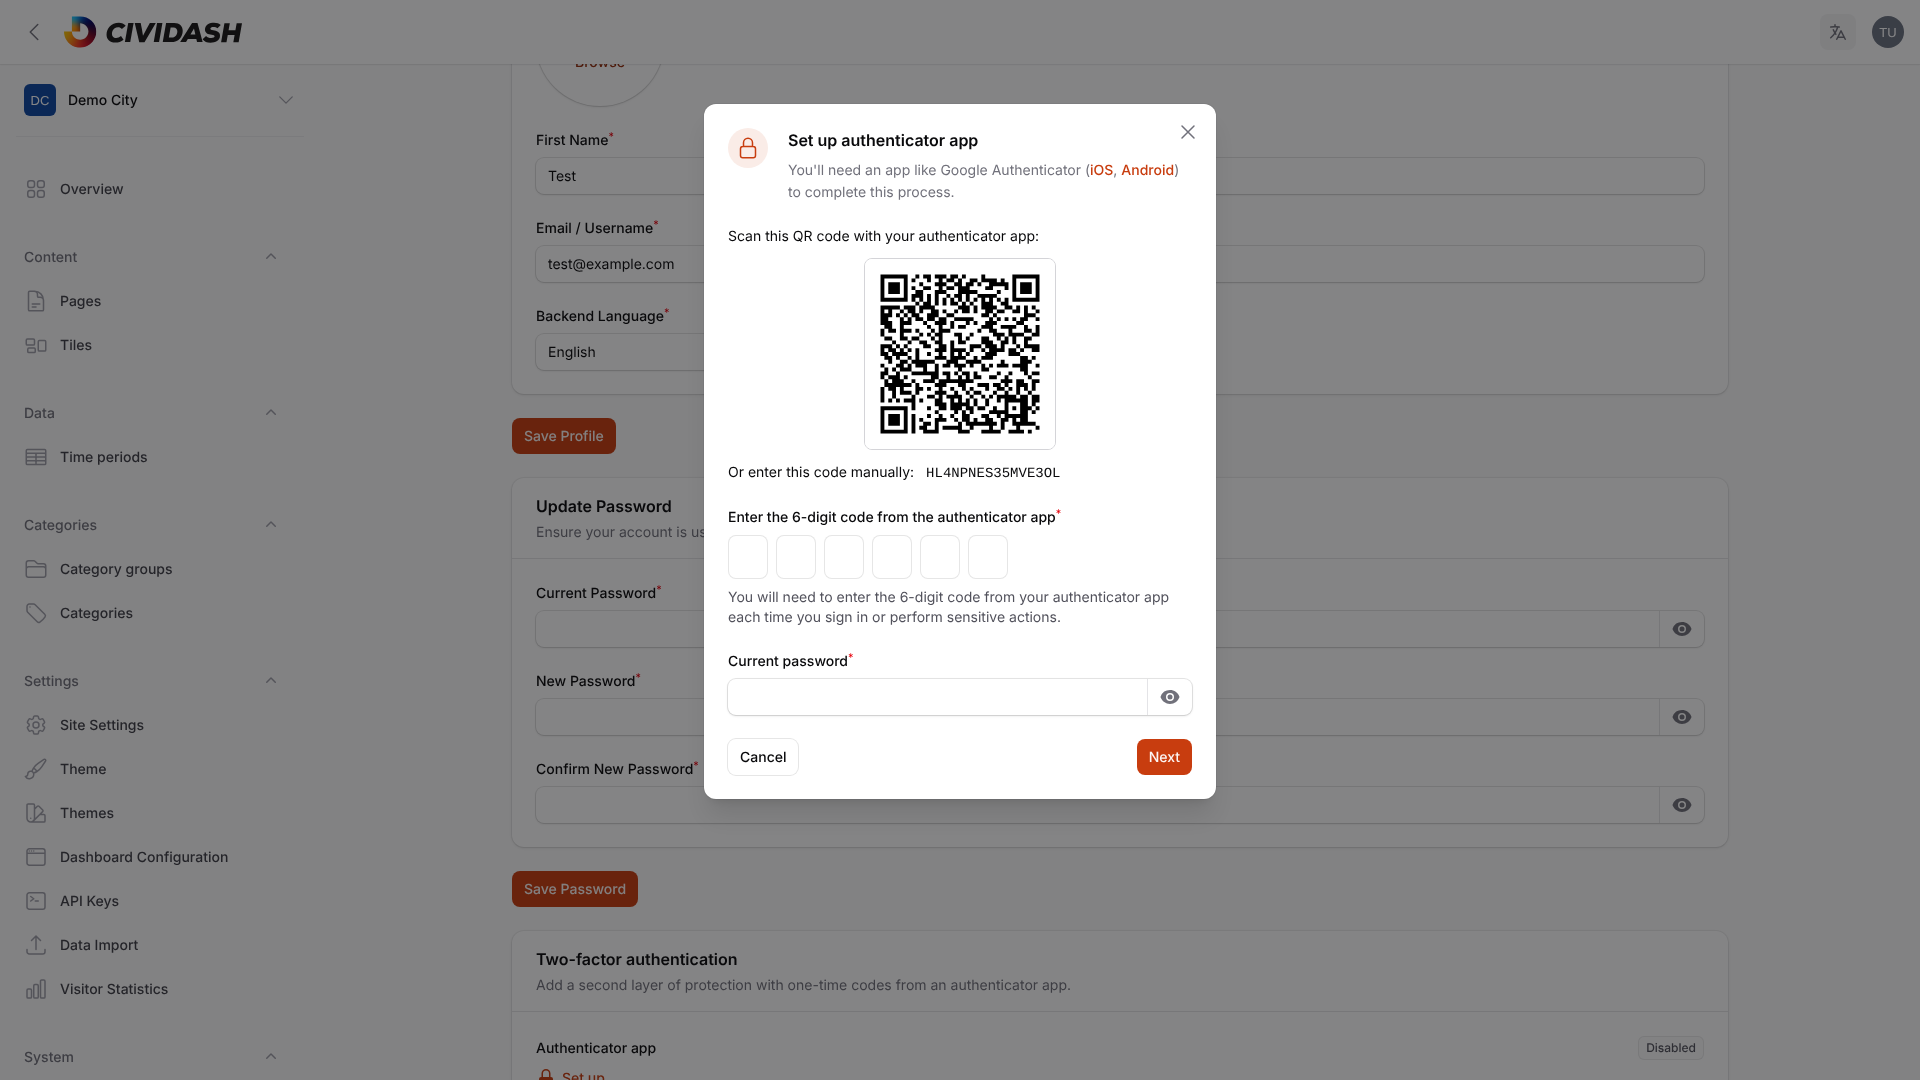 CIVIDASH
TU
DC
Demo City
Overview
Content
Pages
Tiles
Data
Time periods
Categories
Category groups
Categories
Settings
Site Settings
Theme
Themes
Dashboard Configuration
API Keys
Data Import
Visitor Statistics
System
Browse
First Name*
Test
Email / Username*
test@example.com
Backend Language*
English
Save Profile
Update Password
Ensure your account is us
Current Password*
New Password*
Confirm New Password*
Save Password
Two-factor authentication
Add a second layer of protection with one-time codes from an authenticator app.
Authenticator app
Disabled
Set up
Set up authenticator app
You'll need an app like Google Authenticator (iOS, Android)
to complete this process.
Scan this QR code with your authenticator app:
Or enter this code manually: HL4NPNES35MVE3OL
Enter the 6-digit code from the authenticator app*
You will need to enter the 6-digit code from your authenticator app
each time you sign in or perform sensitive actions.
Current password*
Cancel
Next